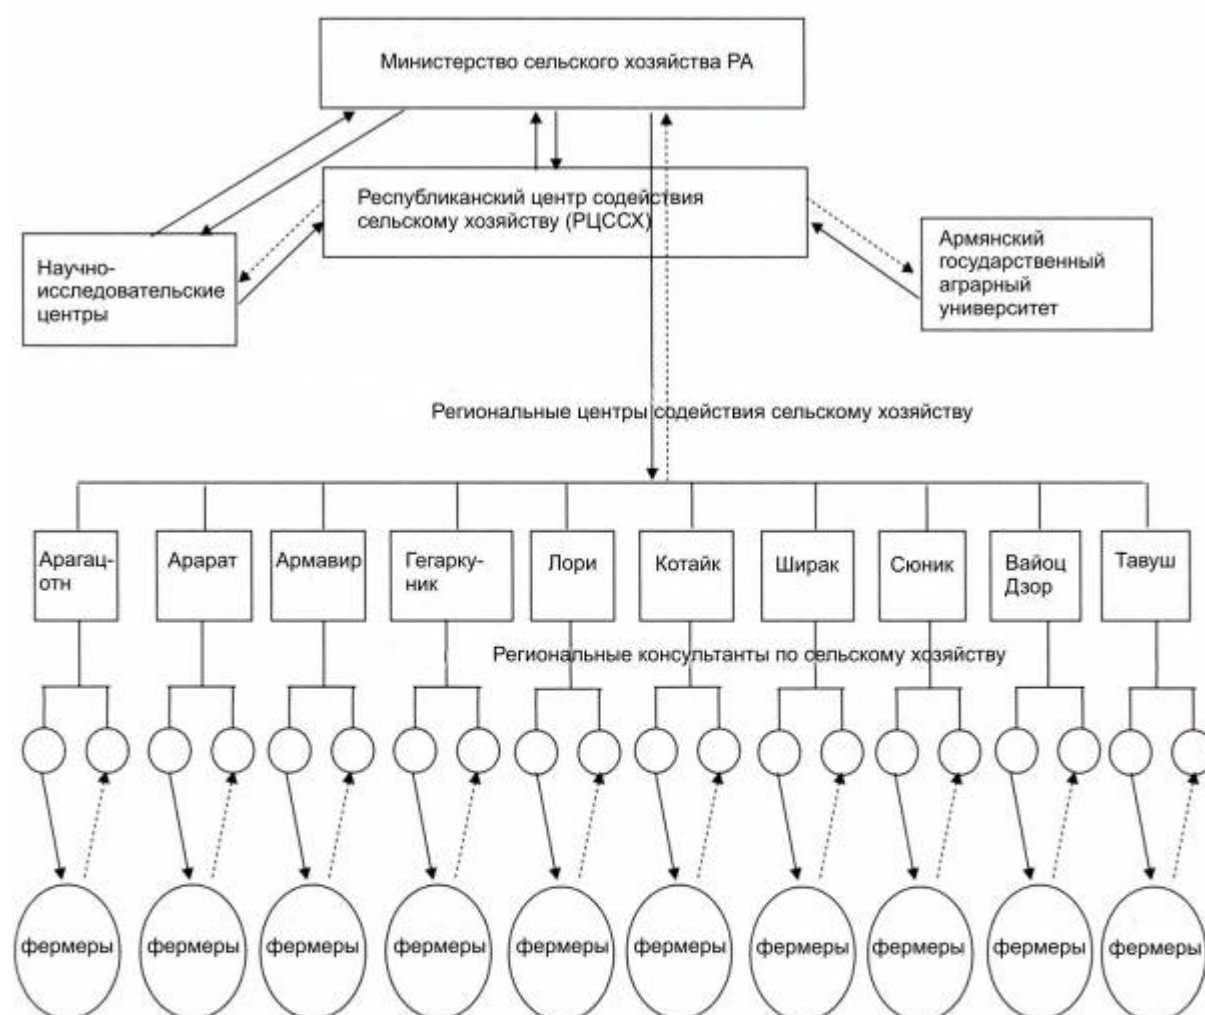 Министерство сельского хозяйства РА
Республиканский центр содействия
сельскому хозяйству (РЦССХ)
Научно-
исследовательские
центры
Армянский
государственный
аграрный
университет
Региональные центры содействия сельскому хозяйству
Арагац-
отн
Арарат
Армавир
Гегарку-
ник
Лори
Котайк
Ширак
Сюник
Вайоц
Дзор
Тавуш
Региональные консультанты по сельскому хозяйству
фермеры
фермеры
фермеры
фермеры
фермеры
фермеры
фермеры
фермеры
фермеры
фермеры